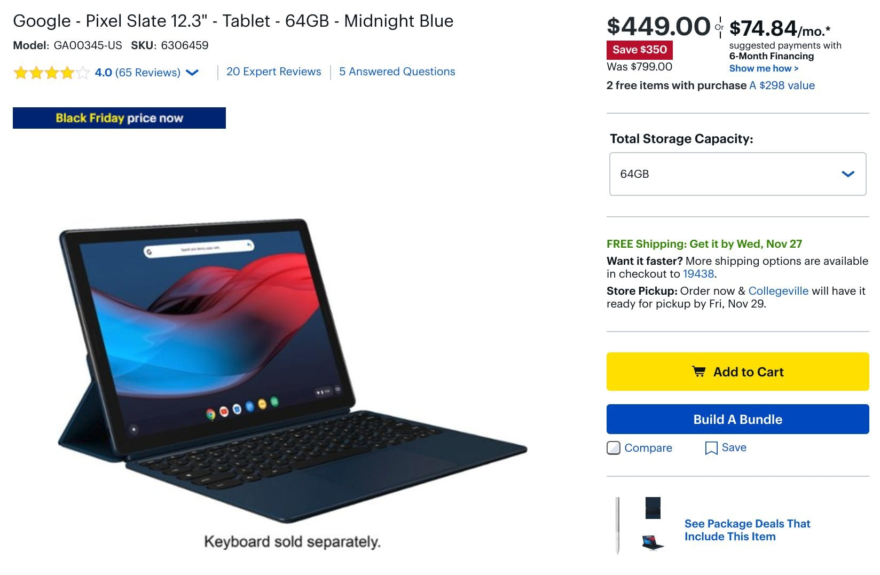 Google - Pixel Slate 12.3" - Tablet - 64GB - Midnight Blue
Model: GA00345-US SKU: 6306459
4.0 (65 Reviews) 20 Expert Reviews 5 Answered Questions
Black Friday price now
Keyboard sold separately.
$449.00 or $74.84/mo.*
Save $350
Was $799.00
suggested payments with
6-Month Financing
Show me how >
2 free items with purchase A $298 value
Total Storage Capacity:
64GB
FREE Shipping: Get it by Wed, Nov 27
Want it faster? More shipping options are available
in checkout to 19438.
Store Pickup: Order now & Collegeville will have it
ready for pickup by Fri, Nov 29.
Add to Cart
Build A Bundle
Compare Save
See Package Deals That
Include This Item